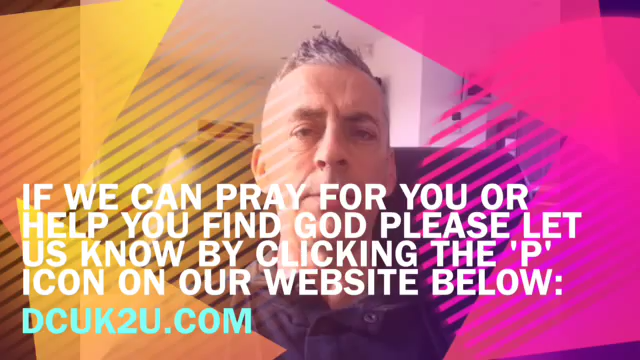 IF WE CAN PRAY FOR YOU OR
HELP YOU FIND GOD PLEASE LET
US KNOW BY CLICKING THE 'P'
ICON ON OUR WEBSITE BELOW:
DCUK2U.COM